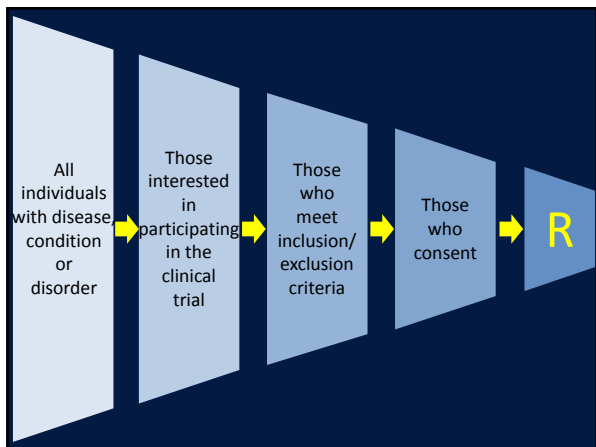 All
individuals
with disease,
condition
or
disorder
Those
interested
in
participating
in the
clinical
trial
Those
who
meet
inclusion/
exclusion
criteria
Those
who
consent
R